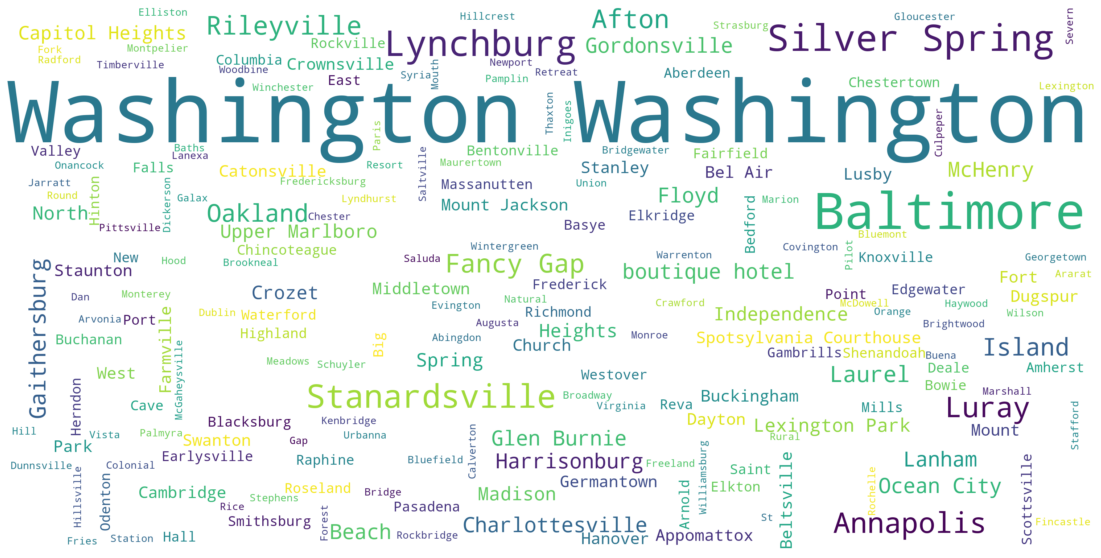 Elliston
Hillcrest
Gloucester
Capitol Heights
Rileyville
Afton
Strasburg
Severn
Fork
Montpelier
Rockville
Lynchburg
Gordonsville
Silver Spring
Radford
Timberville
Columbia
Woodbine
Crownsville
Syria
Mouth
Newport
Retreat
Aberdeen
Winchester
East
Pamplin
Chestertown
Lexington
Washington
Washington
Paris
Thaxton
Inigoes
Culpeper
Valley
Baths
Lanexa
Onancock
Falls
Catonsville
Resort
Maurertown
Bentonville
Bridgewater
Stanley
Fairfield
Bel Air
Lusby
McHenry
Jarratt
Round
Hinton
Dickerson
Galax
Fredericksburg
Lyndhurst
Saltville
Massanutten
Union
Floyd
Marion
North
Pittsville
Oakland
Chester
Mount Jackson
Basye
Elkridge
Bedford
Baltimore
Upper Marlboro
Chincoteague
Wintergreen
Warrenton
Covington
Pilot
Bluemont
Knoxville
Georgetown
New
Hood
Brookneal
Saluda
Fancy Gap
boutique hotel
Gaithersburg
Staunton
Frederick
Fort
Ararat
Dan
Monterey
Middletown
Evington
Natural
Crawford
Point
McDowell
Edgewater
Haywood
Dugspur
Crozet
Arvonia
Port
Dublin
Waterford
Augusta
Richmond
Independence
Orange
Wilson
Buchanan
Farmville
Highland
Big
Abingdon
Church
Heights
Monroe
Spotsylvania Courthouse
Brightwood
McGaheysville
Meadows
Schuyler
Spring
Gambrills
Shenandoah
Buena
Island
West
Westover
Laurel
Deale
Bowie
Amherst
Herndon
Cave
Stanardsville
Broadway
Virginia
Reva
Buckingham
Marshall
Luray
Mills
Stafford
Hill
Vista
Palmyra
Blacksburg
Gap
Kenbridge
Urbanna
Calverton
Glen Burnie
Dayton
Lexington Park
Mount
Park
Swanton
Rural
Dunnsville
Colonial
Earlysville
Raphine
Bluefield
Harrisonburg
Freeland
Williamsburg
Saint
Beltsville
Lanham
Hillsville
Odenton
Cambridge
Stephens
Roseland
Bridge
Madison
Germantown
Arnold
Elkton
Rochelle
Ocean City
Scottsville
Rice
Smithsburg
Forest
Pasadena
St
Fries
Station
Hall
Beach
Rockbridge
Charlottesville
Hanover
Appomattox
Annapolis
Fincastle